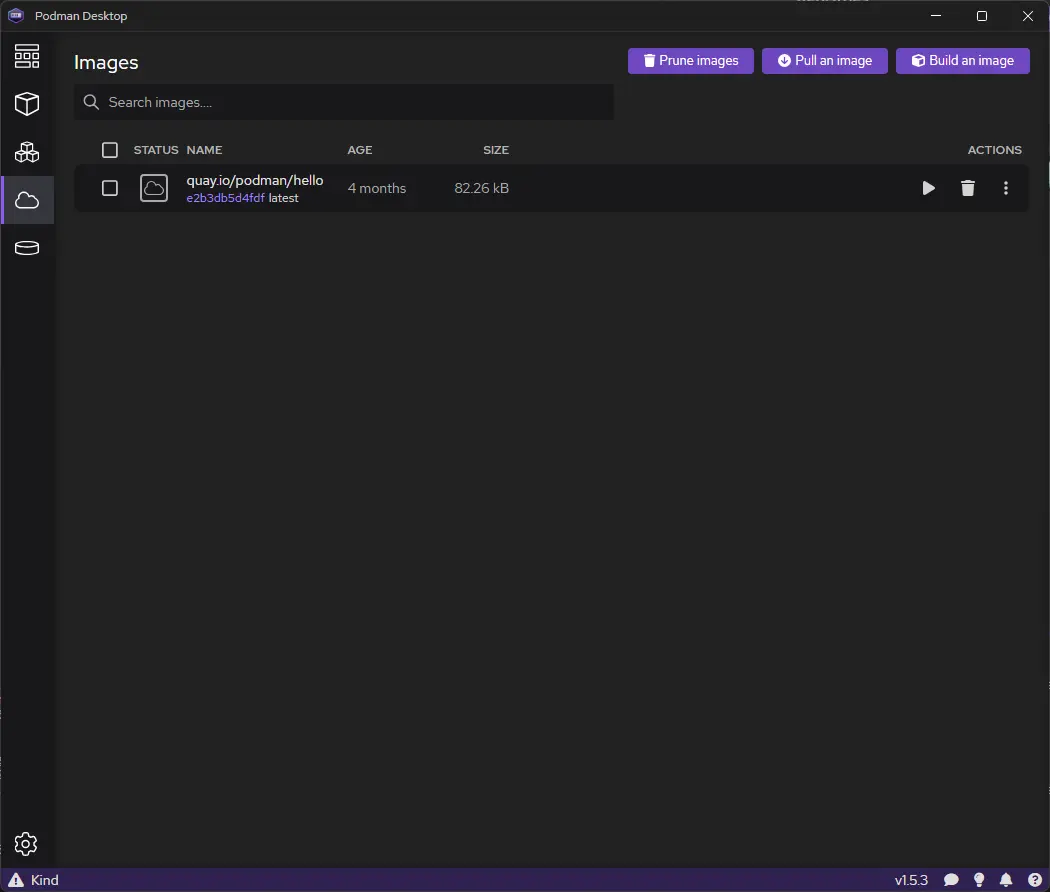 Podman Desktop
Images
Prune images
Pull an image
Build an image
Search images....
STATUS NAME AGE SIZE ACTIONS
quay.io/podman/hello
e2b3db5d4fdf latest
4 months
82.26 kB
Kind
v1.5.3